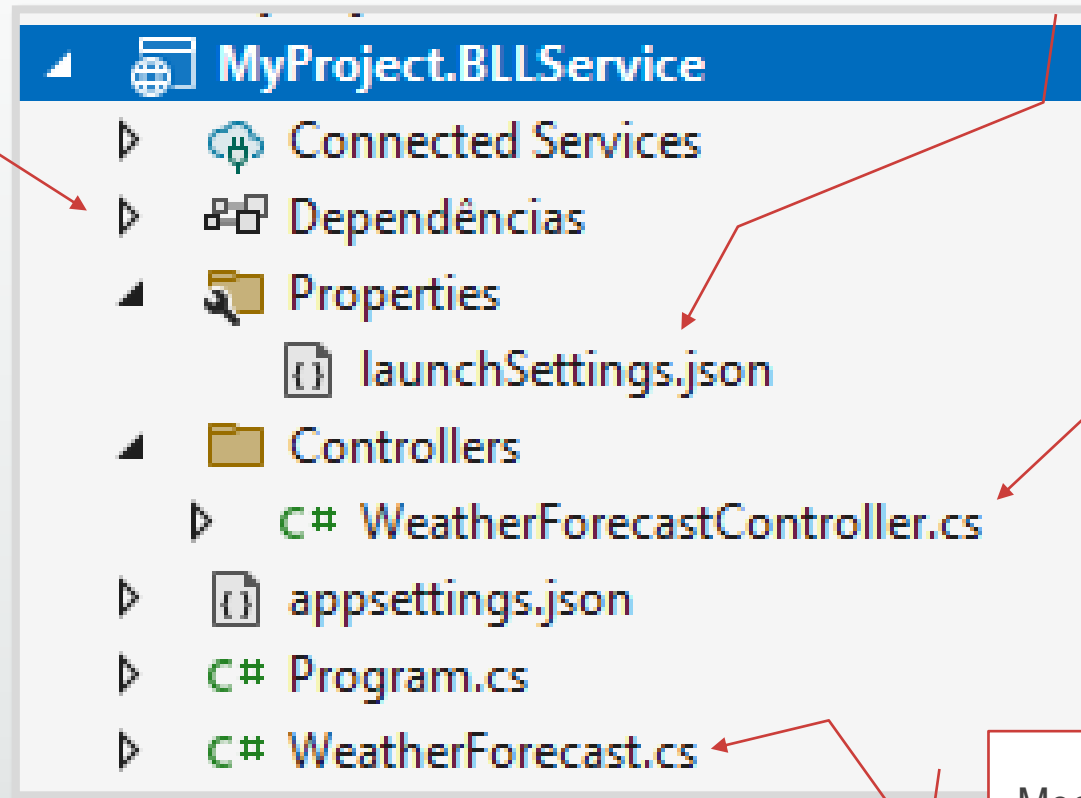 MyProject.BLLService
Connected Services
Dependências
Properties
launchSettings.json
Controllers
C# WeatherForecastController.cs
appsettings.json
C# Program.cs
C# WeatherForecast.cs